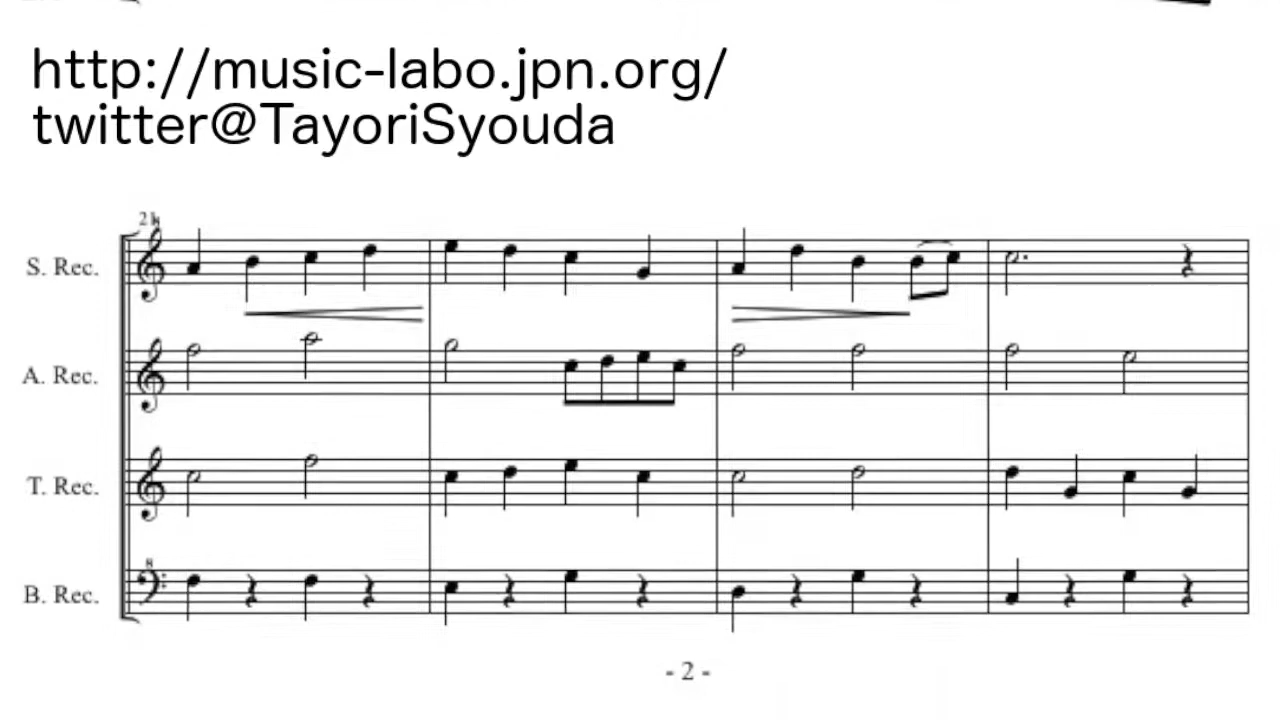 http://music-labo.jpn.org/
twitter@TayoriSyouda
S. Rec.
A. Rec.
T. Rec.
8
B. Rec.
- 2 -